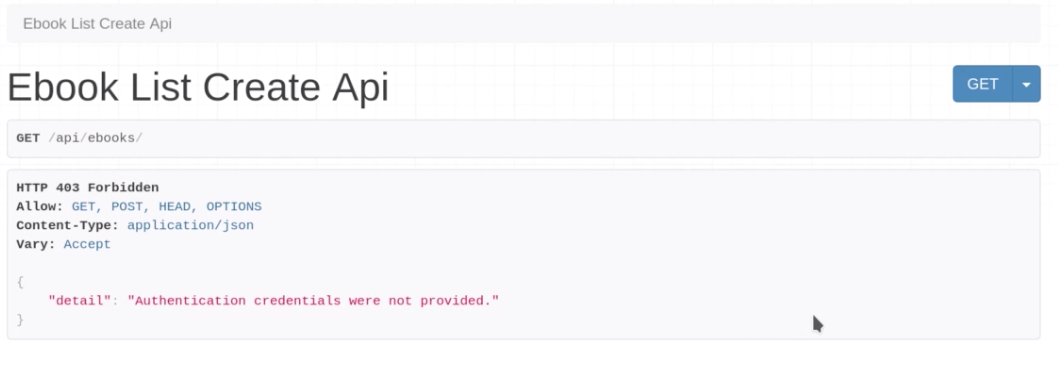 Ebook List Create Api
Ebook List Create Api
GET
GET /api/ebooks/
HTTP 403 Forbidden
Allow: GET, POST, HEAD, OPTIONS
Content-Type: application/json
Vary: Accept
{
    "detail": "Authentication credentials were not provided."
}